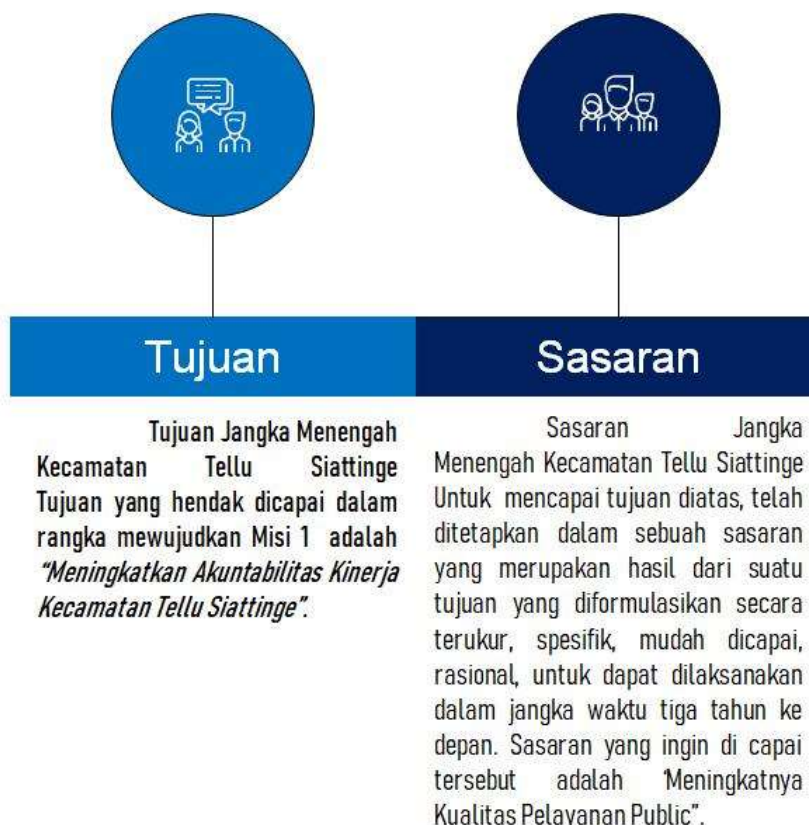 Tujuan
Tujuan Jangka Menengah
Kecamatan Tellu Siattinge
Tujuan yang hendak dicapai dalam
rangka mewujudkan Misi 1 adalah
“Meningkatkan Akuntabilitas Kinerja
Kecamatan Tellu Siattinge”.
Sasaran
Sasaran Jangka
Menengah Kecamatan Tellu Siattinge
Untuk mencapai tujuan diatas, telah
ditetapkan dalam sebuah sasaran
yang merupakan hasil dari suatu
tujuan yang diformulasikan secara
terukur, spesifik, mudah dicapai,
rasional, untuk dapat dilaksanakan
dalam jangka waktu tiga tahun ke
depan. Sasaran yang ingin di capai
tersebut adalah ‘Meningkatnya
Kualitas Pelayanan Public”.